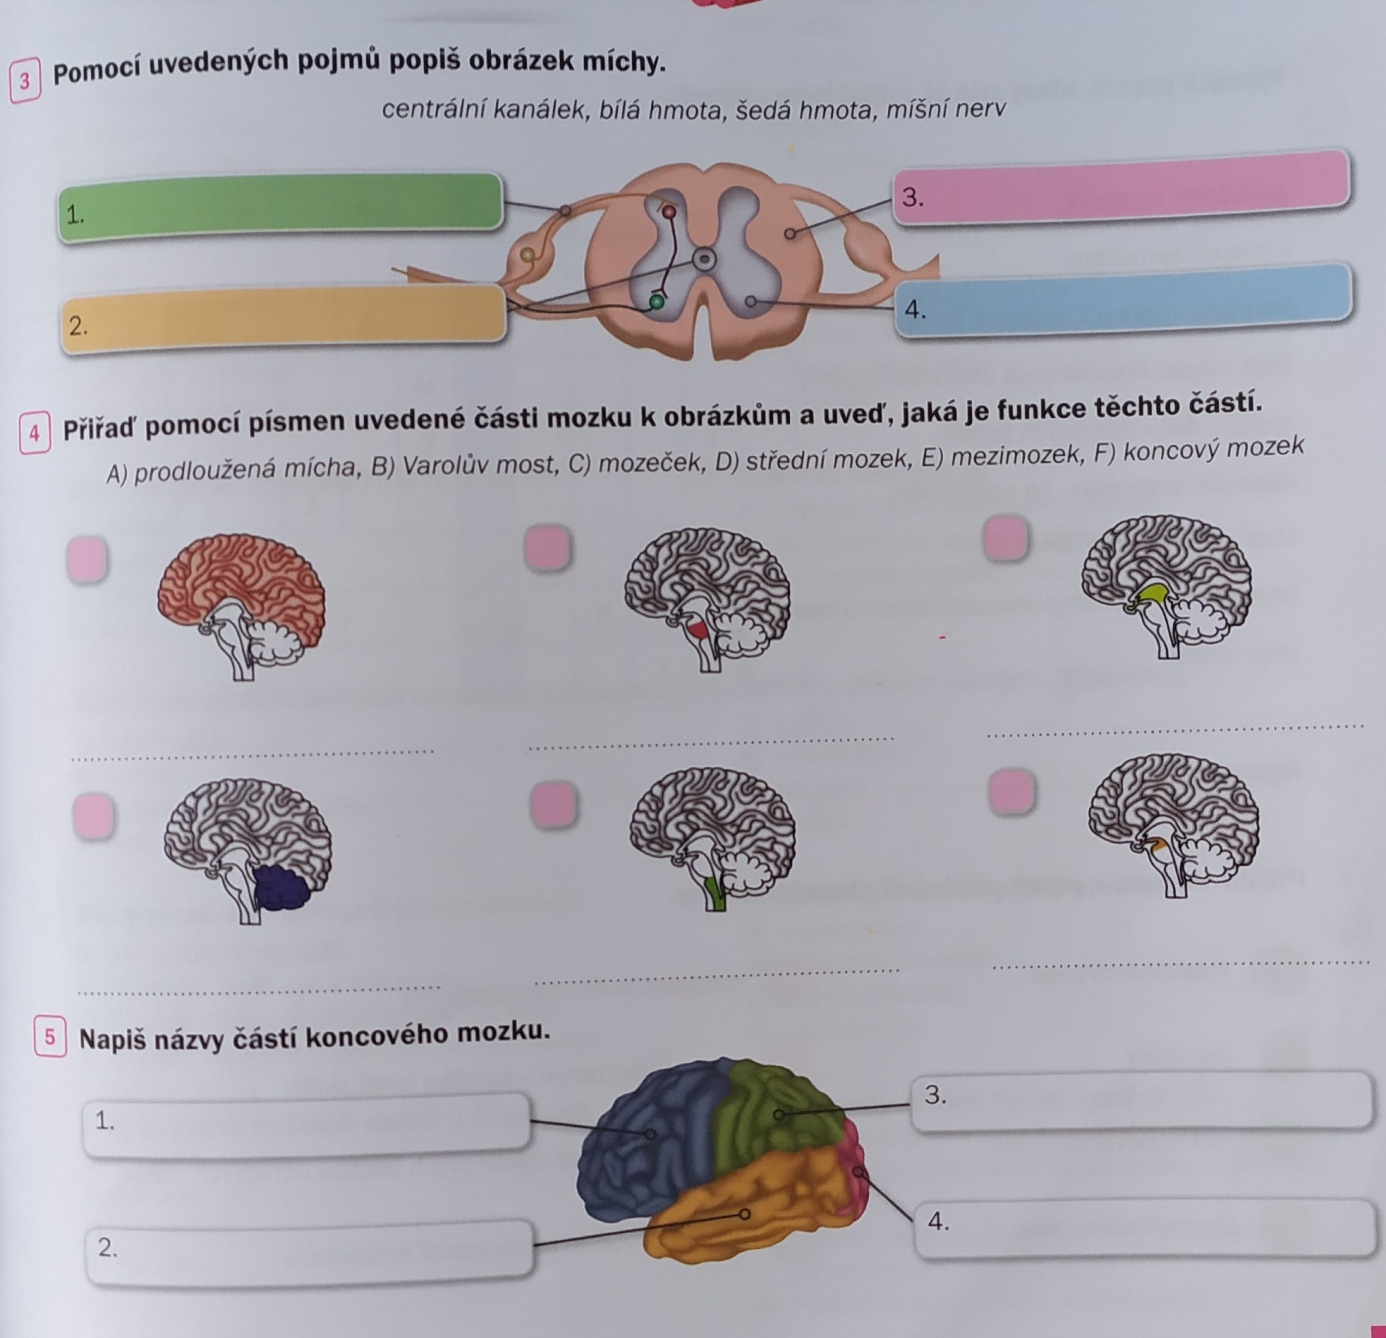 3 Pomocí uvedených pojmů popiš obrázek míchy.
centrální kanálek, bílá hmota, šedá hmota, míšní nerv
1.
3.
2.
4.
4 Přiřaď pomocí písmen uvedené části mozku k obrázkům a uveď, jaká je funkce těchto částí.
A) prodloužená mícha, B) Varolův most, C) mozeček, D) střední mozek, E) mezimozek, F) koncový mozek
5 Napiš názvy částí koncového mozku.
1.
3.
2.
4.